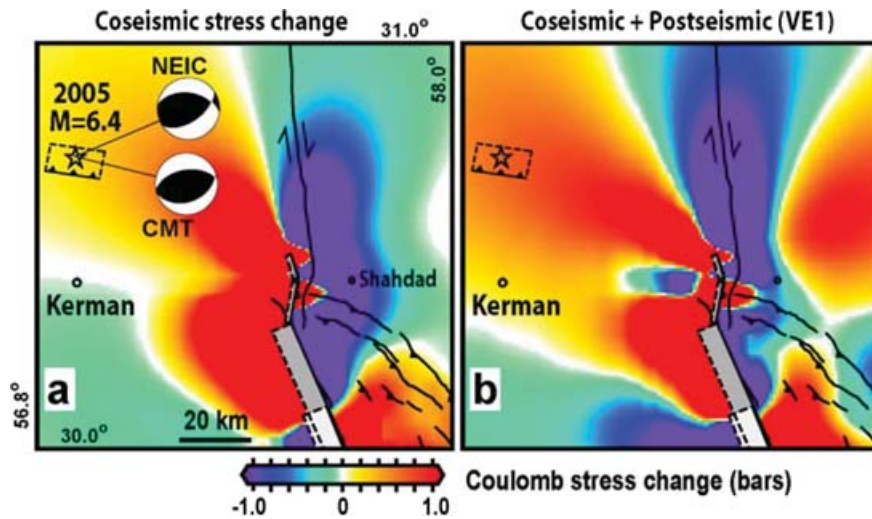 Coseismic stress change
31.0°
Coseismic + Postseismic (VE1)
NEIC
58.0°
2005
M=6.4
CMT
Shahdad
Kerman
Kerman
a
b
56.8°
30.0°
20 km
-1.0 0 1.0
Coulomb stress change (bars)